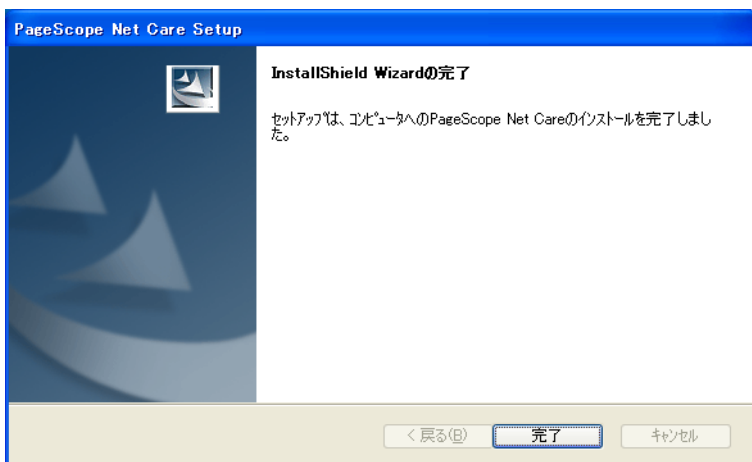 PageScope Net Care Setup
InstallShield Wizardの完了
セットアップは、コンピュータへのPageScope Net Careのインストールを完了しまし
た。
< 戻る(B)
完了
キャンセル